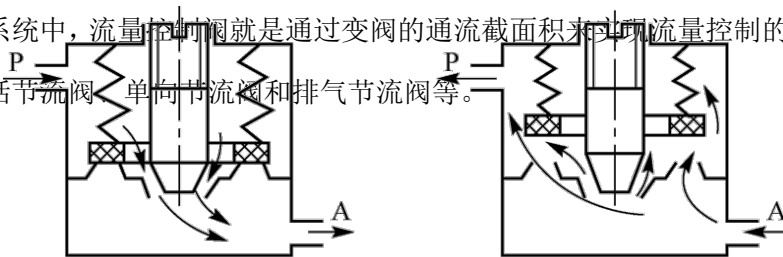 系统中，流量控制阀就是通过变阀的通流截面积来实现流量控制的
P P
括节流阀、单向节流阀和排气节流阀等。
A A